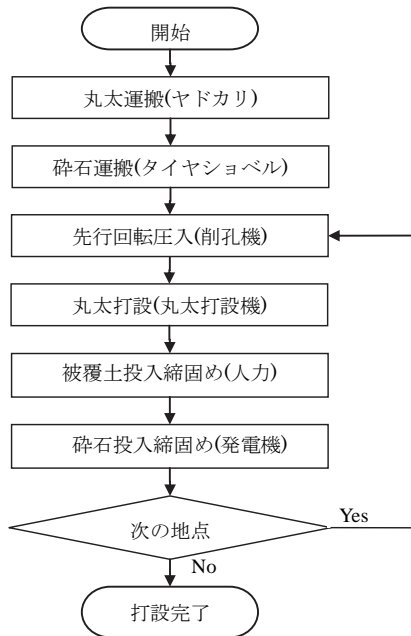 開始
丸太運搬(ヤドカリ)
砕石運搬(タイヤショベル)
先行回転圧入(削孔機)
丸太打設(丸太打設機)
被覆土投入締固め(人力)
砕石投入締固め(発電機)
次の地点
Yes
No
打設完了